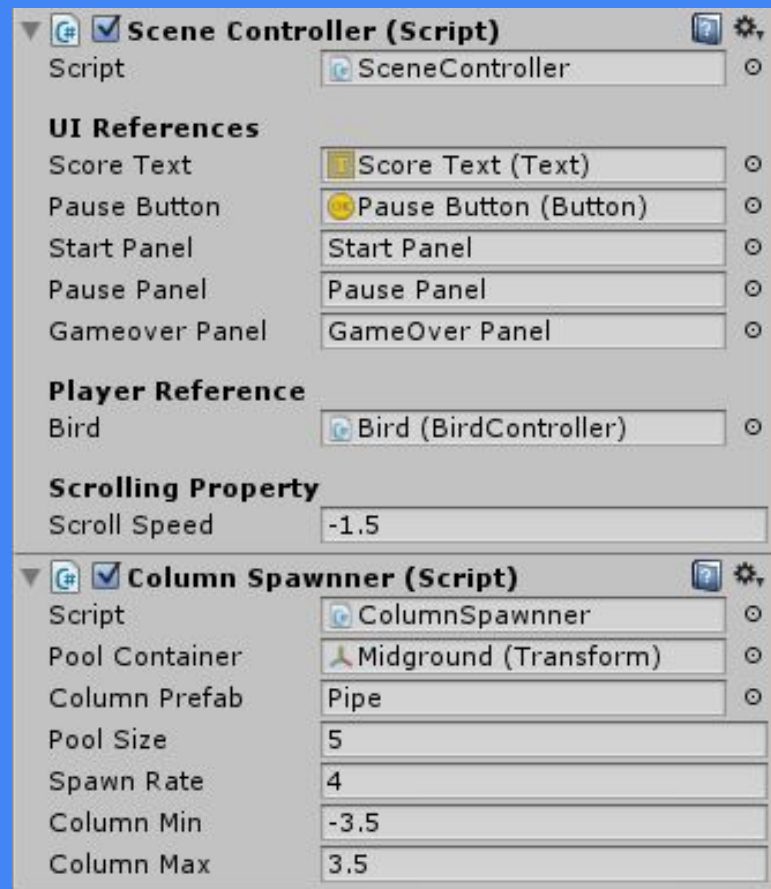 Scene Controller (Script)
Script SceneController
UI References
Score Text Score Text (Text)
Pause Button Pause Button (Button)
Start Panel Start Panel
Pause Panel Pause Panel
Gameover Panel GameOver Panel
Player Reference
Bird Bird (BirdController)
Scrolling Property
Scroll Speed -1.5
Column Spawnner (Script)
Script ColumnSpawnner
Pool Container Midground (Transform)
Column Prefab Pipe
Pool Size 5
Spawn Rate 4
Column Min -3.5
Column Max 3.5